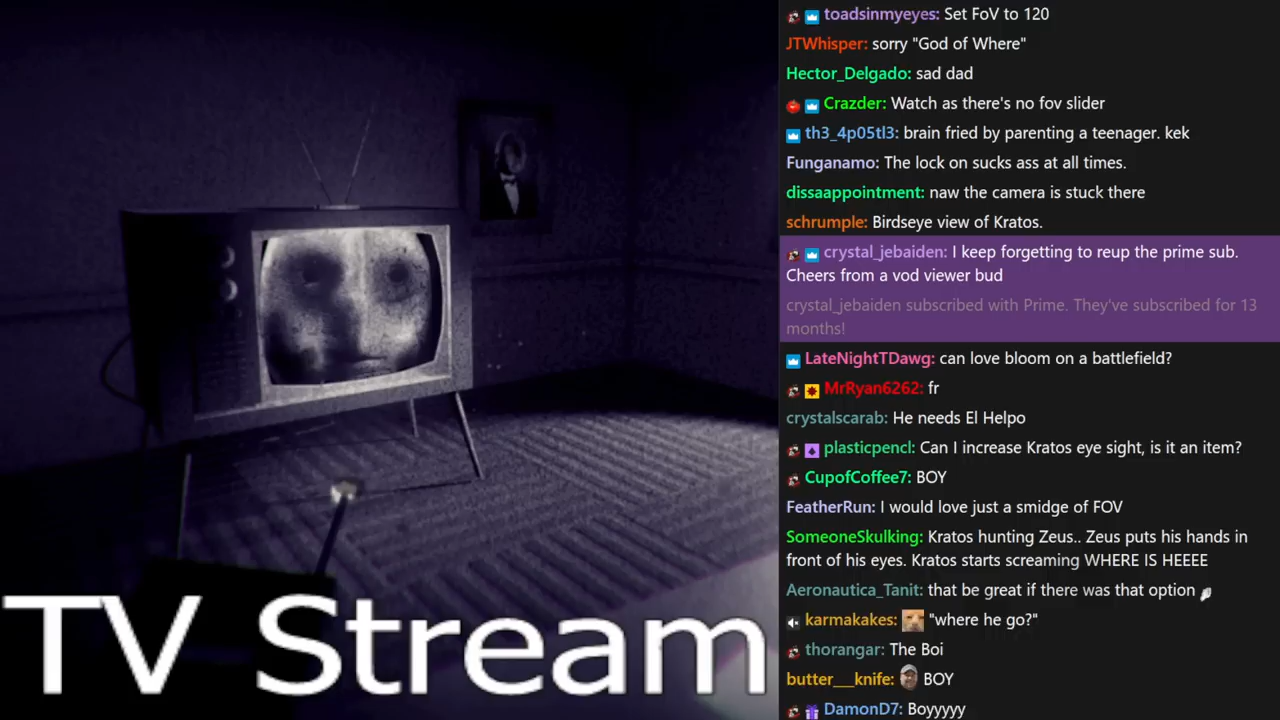 toadsinmyeyes: Set FoV to 120
JTWhisper: sorry "God of Where"
Hector_Delgado: sad dad
Crazder: Watch as there's no fov slider
th3_4p05tl3: brain fried by parenting a teenager. kek
Funganamo: The lock on sucks ass at all times.
dissaappointment: naw the camera is stuck there
schrumple: Birdseye view of Kratos.
crystal_jebaiden: I keep forgetting to reup the prime sub.
Cheers from a vod viewer bud
crystal_jebaiden subscribed with Prime. They've subscribed for 13
months!
LateNightTDawg: can love bloom on a battlefield?
MrRyan6262: fr
crystalscarab: He needs El Helpo
plasticpencl: Can I increase Kratos eye sight, is it an item?
CupofCoffee7: BOY
FeatherRun: I would love just a smidge of FOV
SomeoneSkulking: Kratos hunting Zeus.. Zeus puts his hands in
front of his eyes. Kratos starts screaming WHERE IS HEEEE
Aeronautica_Tanit: that be great if there was that option
karmakakes: "where he go?"
thorangar: The Boi
butter___knife: BOY
DamonD7: Boyyyyy
TV Stream